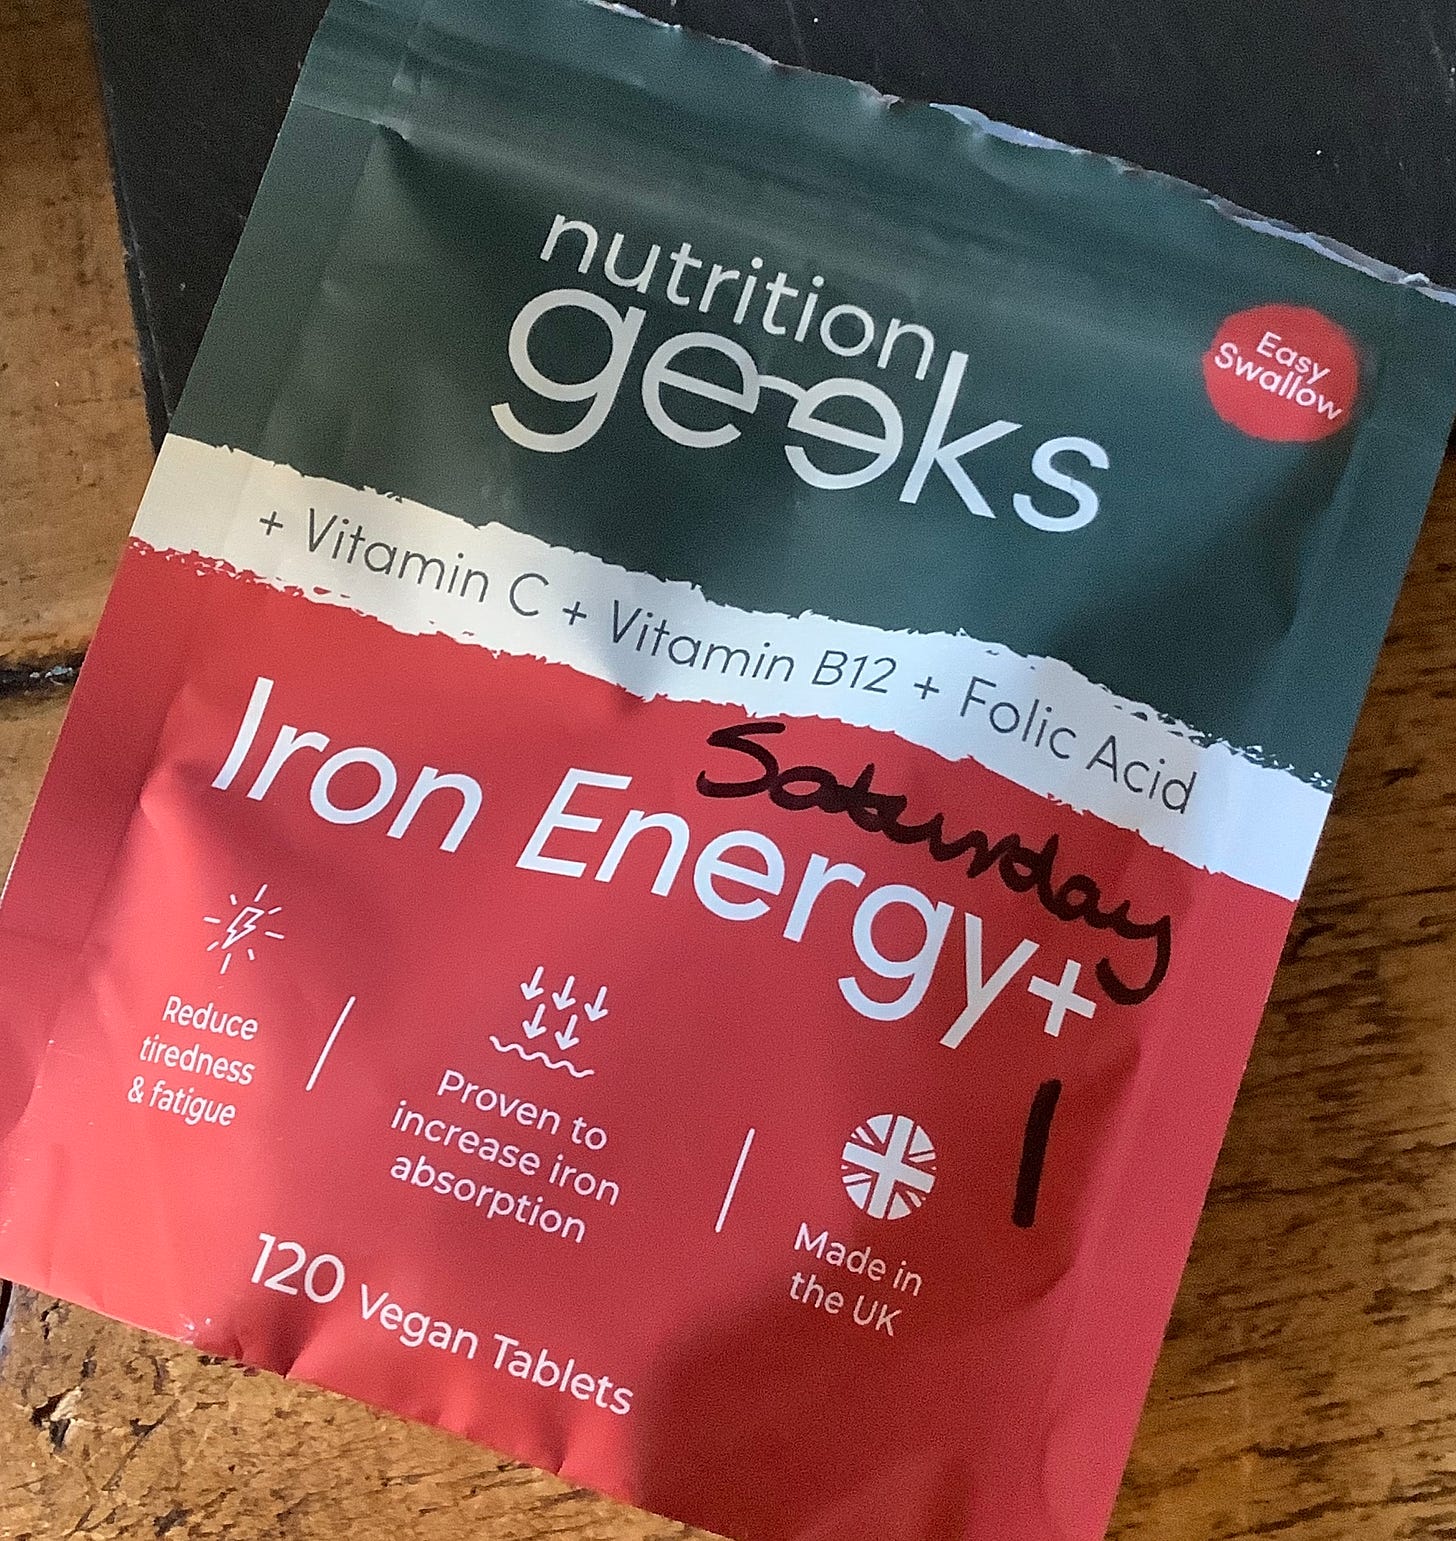 nutrition
geeks
Easy
Swallow
+ Vitamin C + Vitamin B12 + Folic Acid
Saturday
Iron Energy+
1
Reduce
tiredness
& fatigue
Proven to
increase iron
absorption
Made in
the UK
120 Vegan Tablets